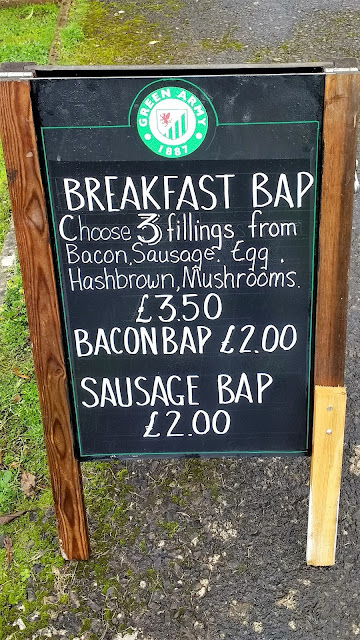 GREEN ARMY
1887
BREAKFAST BAP
Choose 3 fillings from
Bacon, Sausage. Egg.
Hashbrown, Mushrooms.
£3.50
BACON BAP £2.00
SAUSAGE BAP
£2.00